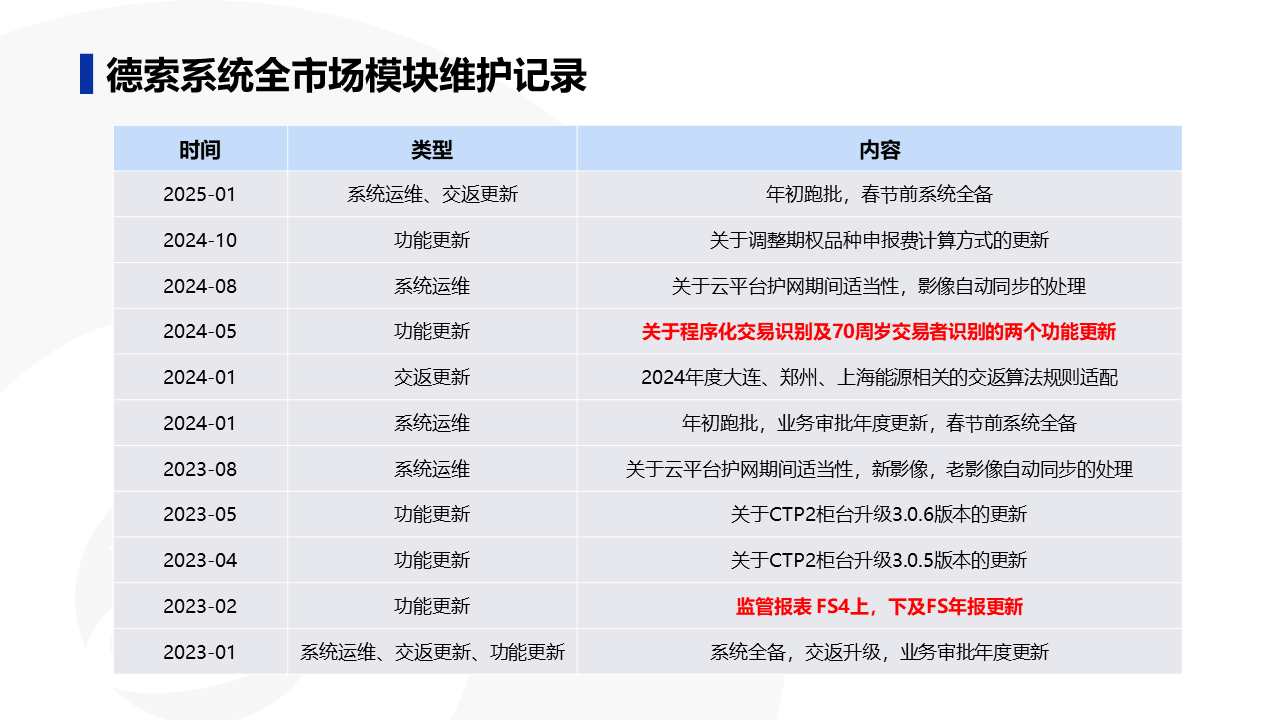 德索系统全市场模块维护记录
时间 类型 内容
2025-01 系统运维、交返更新 年初跑批，春节前系统全备
2024-10 功能更新 关于调整期权品种申报费计算方式的更新
2024-08 系统运维 关于云平台护网期间适当性，影像自动同步的处理
2024-05 功能更新 关于程序化交易识别及70周岁交易者识别的两个功能更新
2024-01 交返更新 2024年度大连、郑州、上海能源相关的交返算法规则适配
2024-01 系统运维 年初跑批，业务审批年度更新，春节前系统全备
2023-08 系统运维 关于云平台护网期间适当性，新影像，老影像自动同步的处理
2023-05 功能更新 关于CTP2柜台升级3.0.6版本的更新
2023-04 功能更新 关于CTP2柜台升级3.0.5版本的更新
2023-02 功能更新 监管报表 FS4上，下及FS年报更新
2023-01 系统运维、交返更新、功能更新 系统全备，交返升级，业务审批年度更新